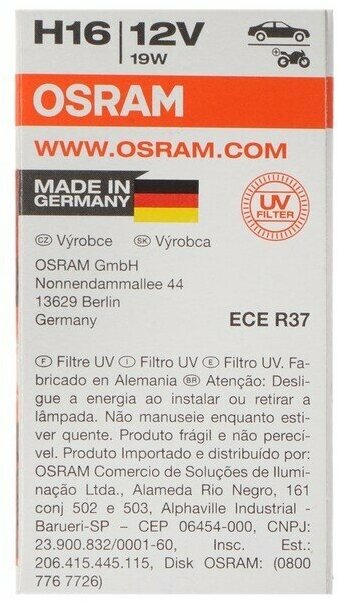 H16 12V
19W
OSRAM
WWW.OSRAM.COM
MADE IN
GERMANY
UV
FILTER
CZ Výrobce SK Výrobca
OSRAM GmbH
Nonnendammallee 44
13629 Berlin
Germany
ECE R37
F Filtre UV I Filtro UV E Filtro UV. Fa-
bricado en Alemania BR Atenção: Desli-
gue a energia ao instalar ou retirar a
lâmpada. Não manuseie enquanto esti-
ver quente. Produto frágil e não perecí-
vel. Produto Importado e distribuído por:
OSRAM Comercio de Soluções de Ilumi-
nação Ltda., Alameda Rio Negro, 161
conj 502 e 503, Alphaville Industrial -
Barueri-SP – CEP 06454-000, CNPJ:
23.900.832/0001-60, Insc. Est.:
206.415.445.115, Disk OSRAM: (0800
776 7726)